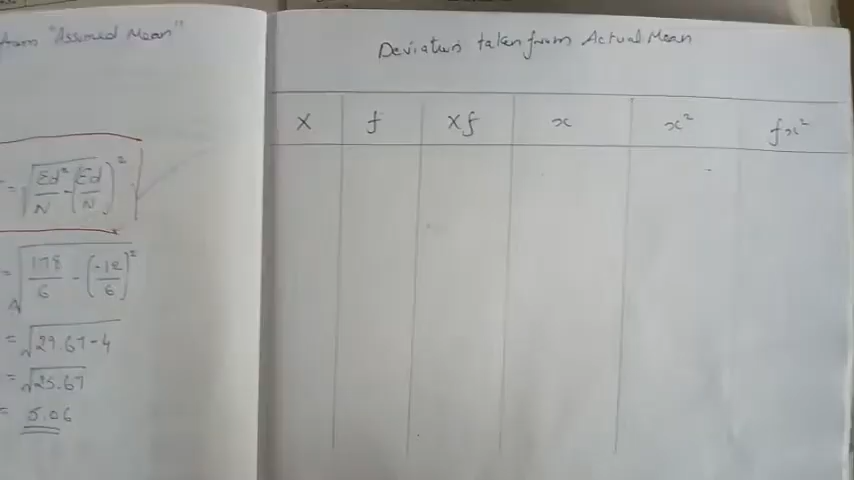 from "Assumed Mean"
= √Σd²/N - (Σd/N)²
= √178/6 - (-12/6)²
= √29.67-4
= √25.67
= 5.06
Deviation taken from Actual Mean
X f Xf x x² fx²